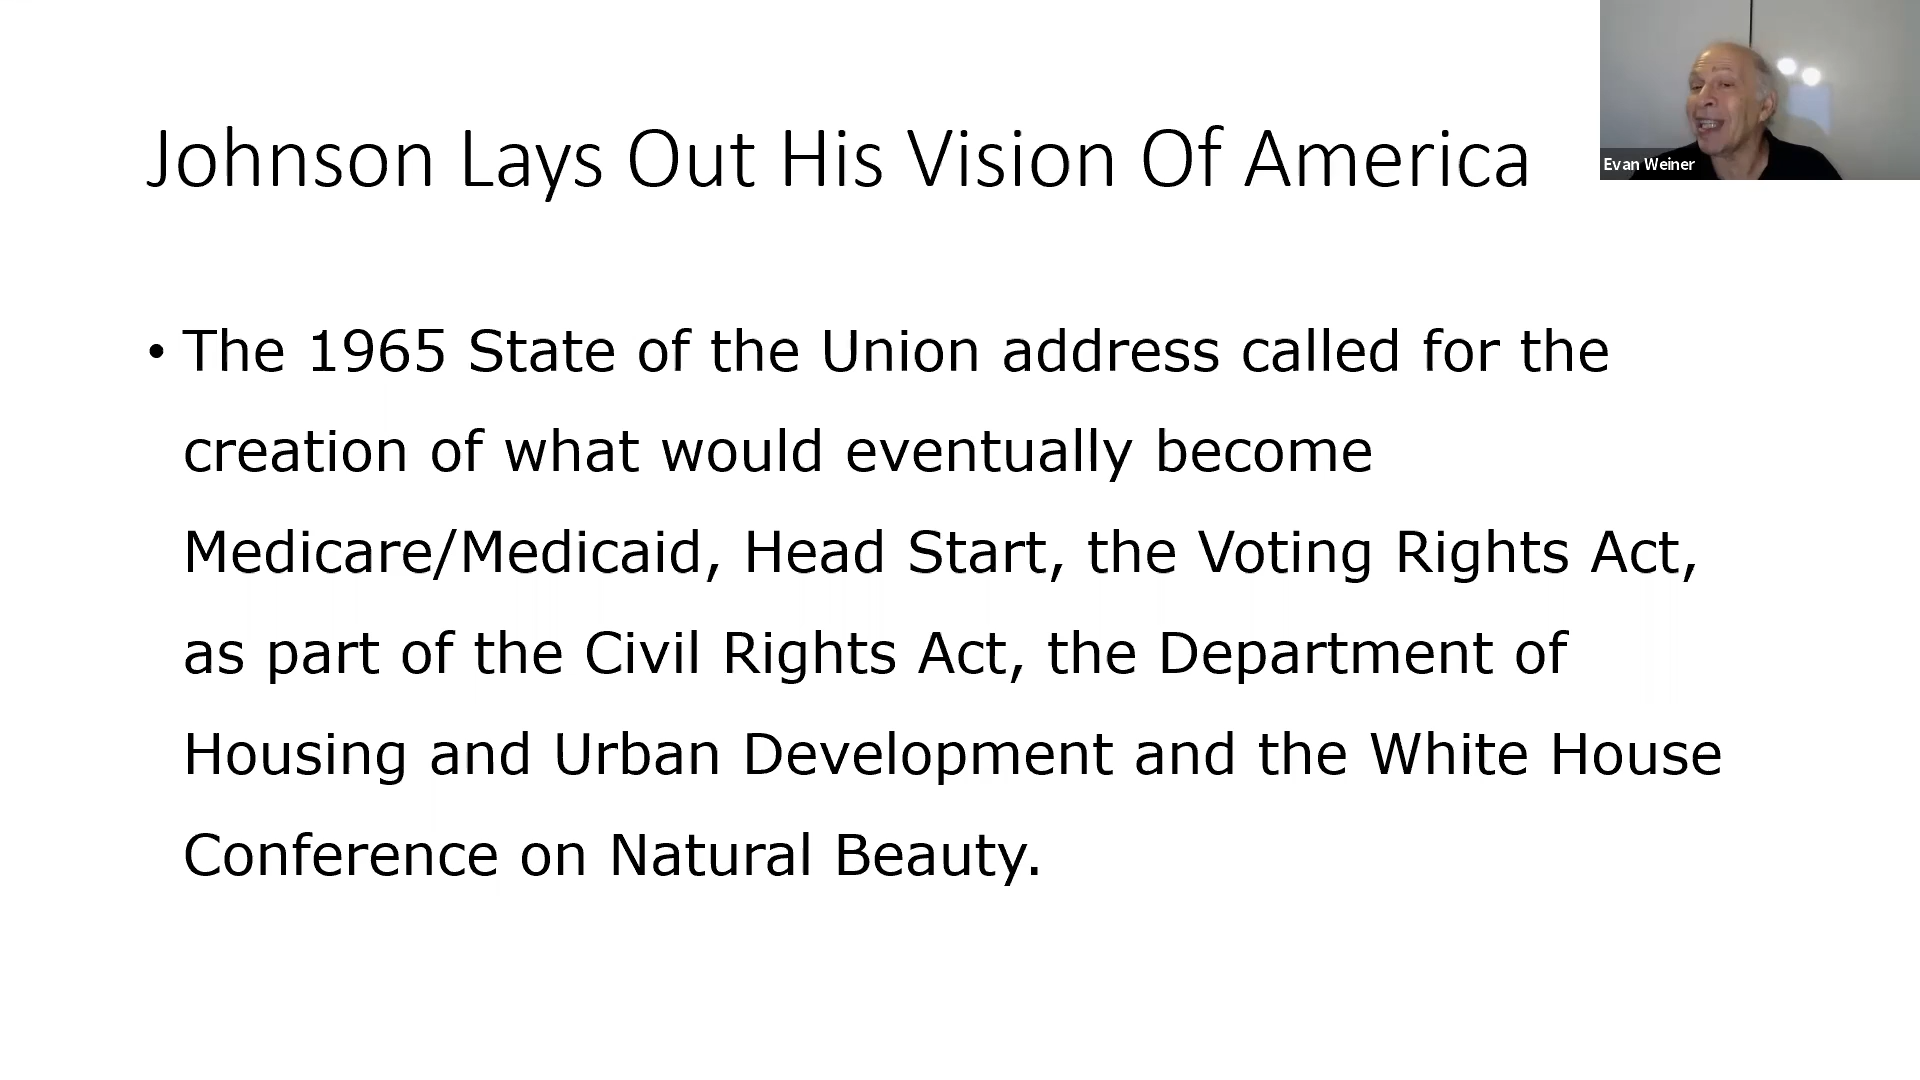 Johnson Lays Out His Vision Of America
Evan Weiner
• The 1965 State of the Union address called for the
creation of what would eventually become
Medicare/Medicaid, Head Start, the Voting Rights Act,
as part of the Civil Rights Act, the Department of
Housing and Urban Development and the White House
Conference on Natural Beauty.